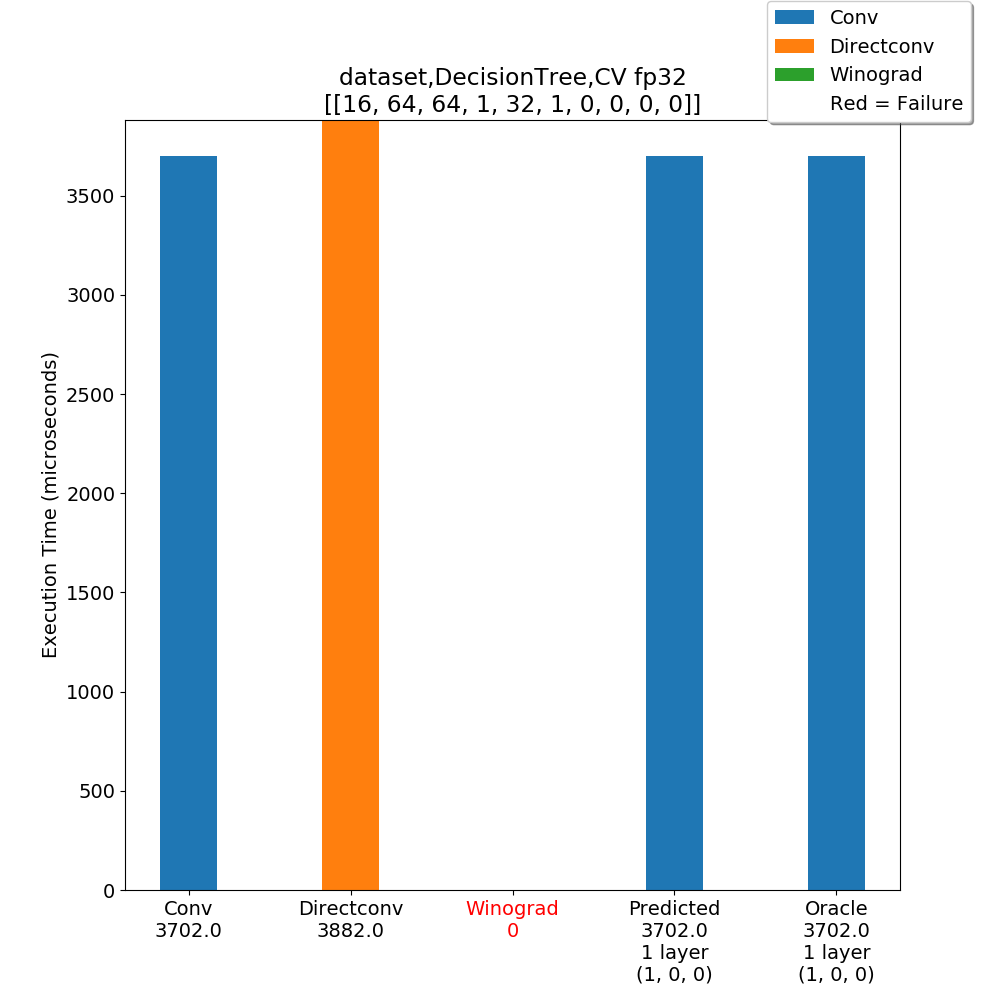 Conv
Directconv
Winograd
Red = Failure
dataset,DecisionTree,CV fp32
[[16, 64, 64, 1, 32, 1, 0, 0, 0, 0]]
Execution Time (microseconds)
3500
3000
2500
2000
1500
1000
500
0
Conv
3702.0
Directconv
3882.0
Winograd
0
Predicted
3702.0
1 layer
(1, 0, 0)
Oracle
3702.0
1 layer
(1, 0, 0)